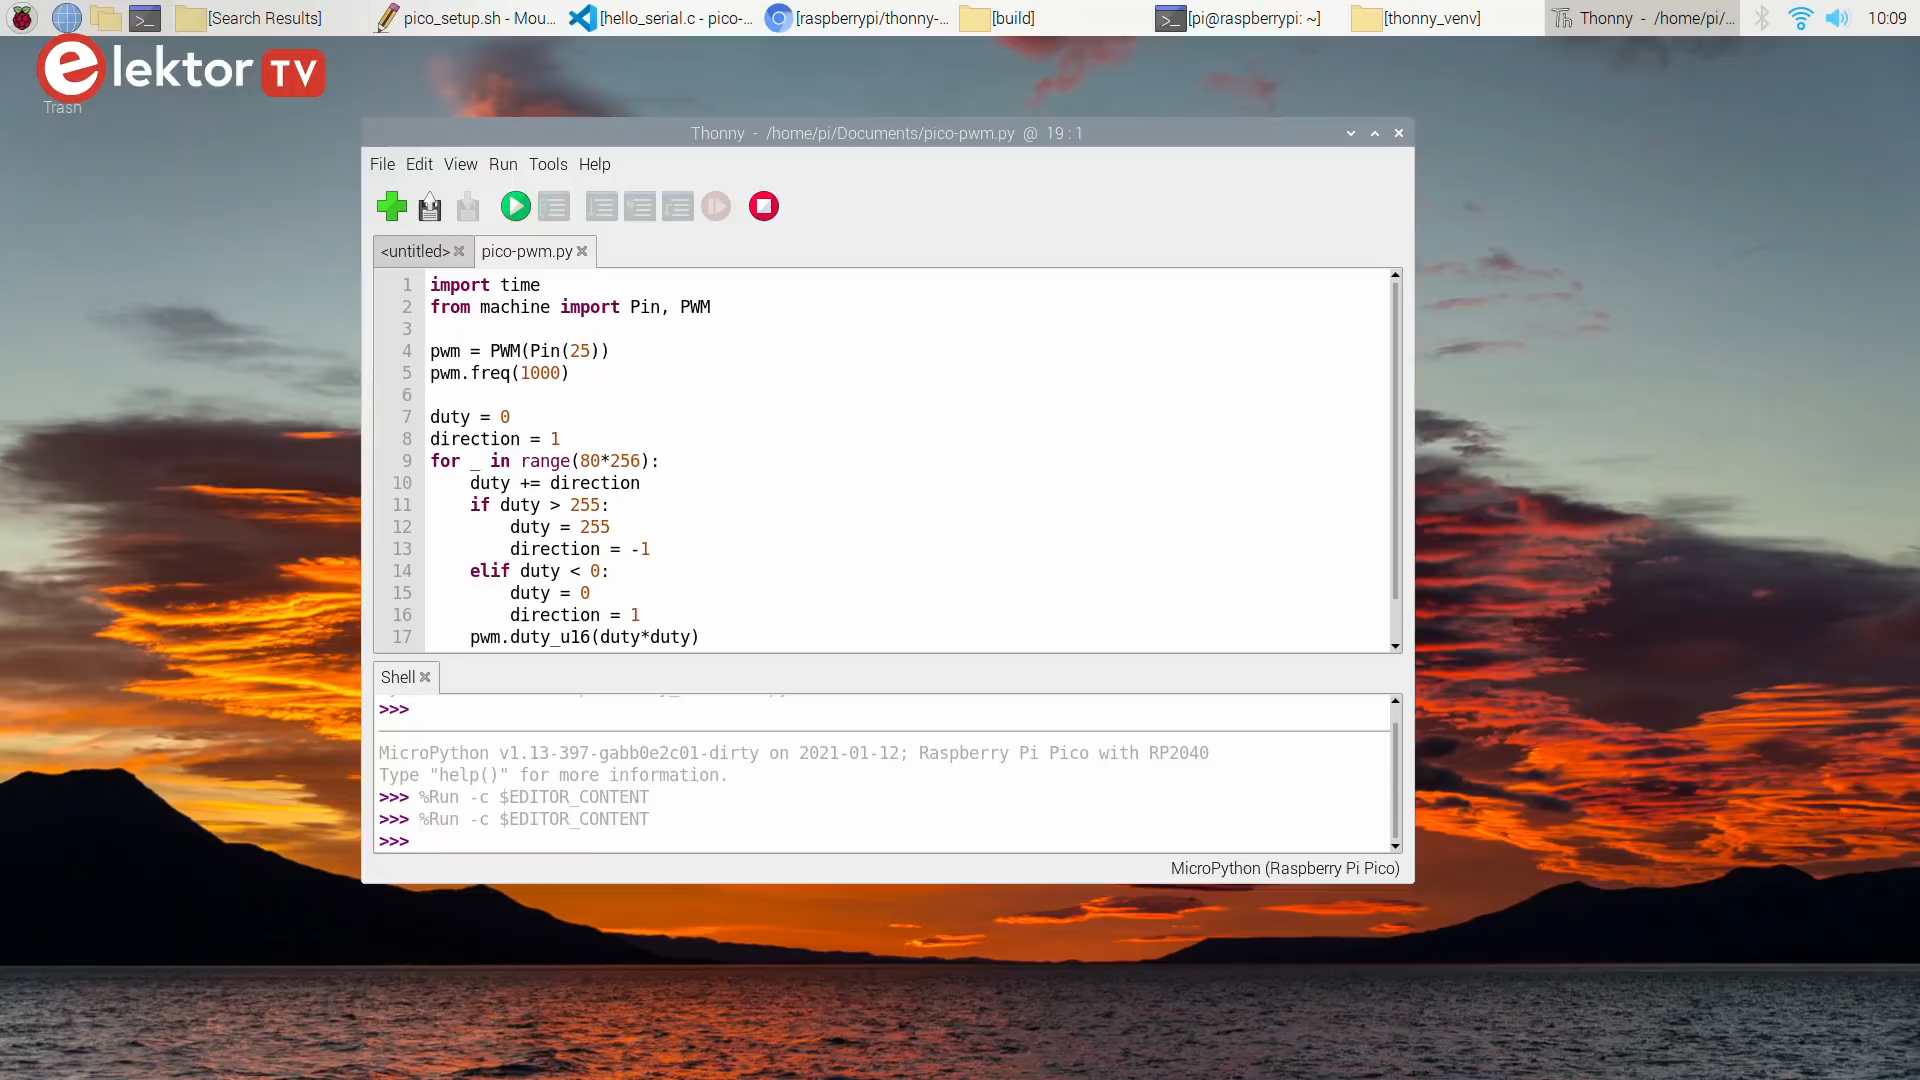 [Search Results]
pico_setup.sh - Mou...
[hello_serial.c - pico-...
[raspberrypi/thonny-...
[build]
[pi@raspberrypi: ~]
[thonny_venv]
Thonny - /home/pi/...
10:09
elektor TV
Trash
Thonny - /home/pi/Documents/pico-pwm.py @ 19 : 1
File Edit View Run Tools Help
<untitled>
pico-pwm.py
1 import time
2 from machine import Pin, PWM
3
4 pwm = PWM(Pin(25))
5 pwm.freq(1000)
6
7 duty = 0
8 direction = 1
9 for _ in range(80*256):
10     duty += direction
11     if duty > 255:
12         duty = 255
13         direction = -1
14     elif duty < 0:
15         duty = 0
16         direction = 1
17     pwm.duty_u16(duty*duty)
Shell
>>>
MicroPython v1.13-397-gabb0e2c01-dirty on 2021-01-12; Raspberry Pi Pico with RP2040
Type "help()" for more information.
>>> %Run -c $EDITOR_CONTENT
>>> %Run -c $EDITOR_CONTENT
>>>
MicroPython (Raspberry Pi Pico)